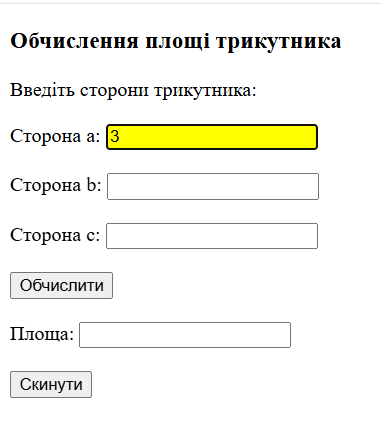 Обчислення площі трикутника
Введіть сторони трикутника:
Сторона a: 3
Сторона b:
Сторона c:
Обчислити
Площа:
Скинути